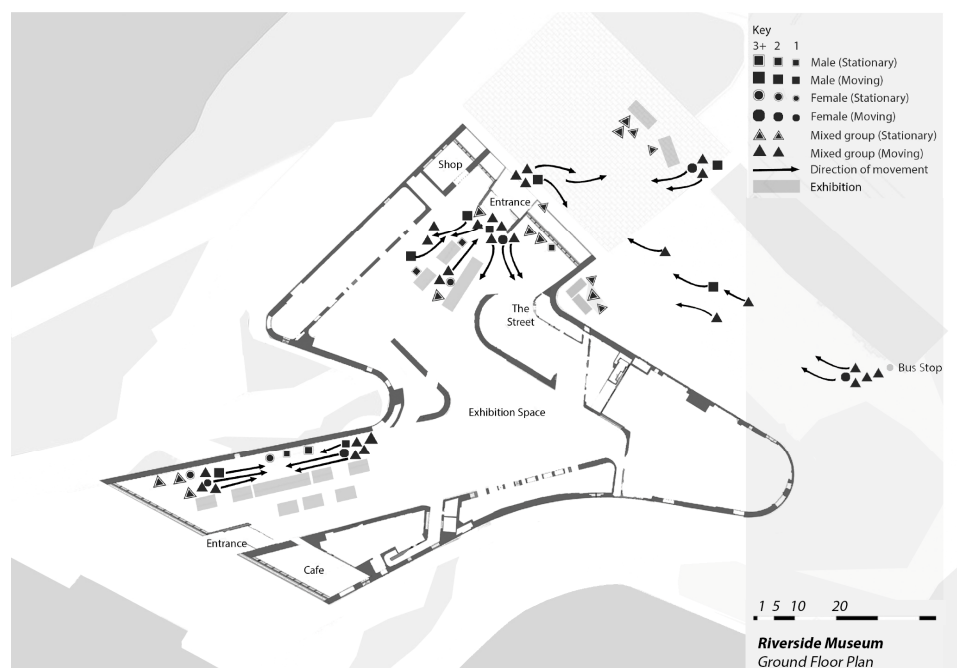 Key
3+ 2 1
Male (Stationary)
Male (Moving)
Female (Stationary)
Female (Moving)
Mixed group (Stationary)
Mixed group (Moving)
Direction of movement
Exhibition
Shop
Entrance
The
Street
Bus Stop
Exhibition Space
Entrance
Cafe
1 5 10 20
Riverside Museum
Ground Floor Plan